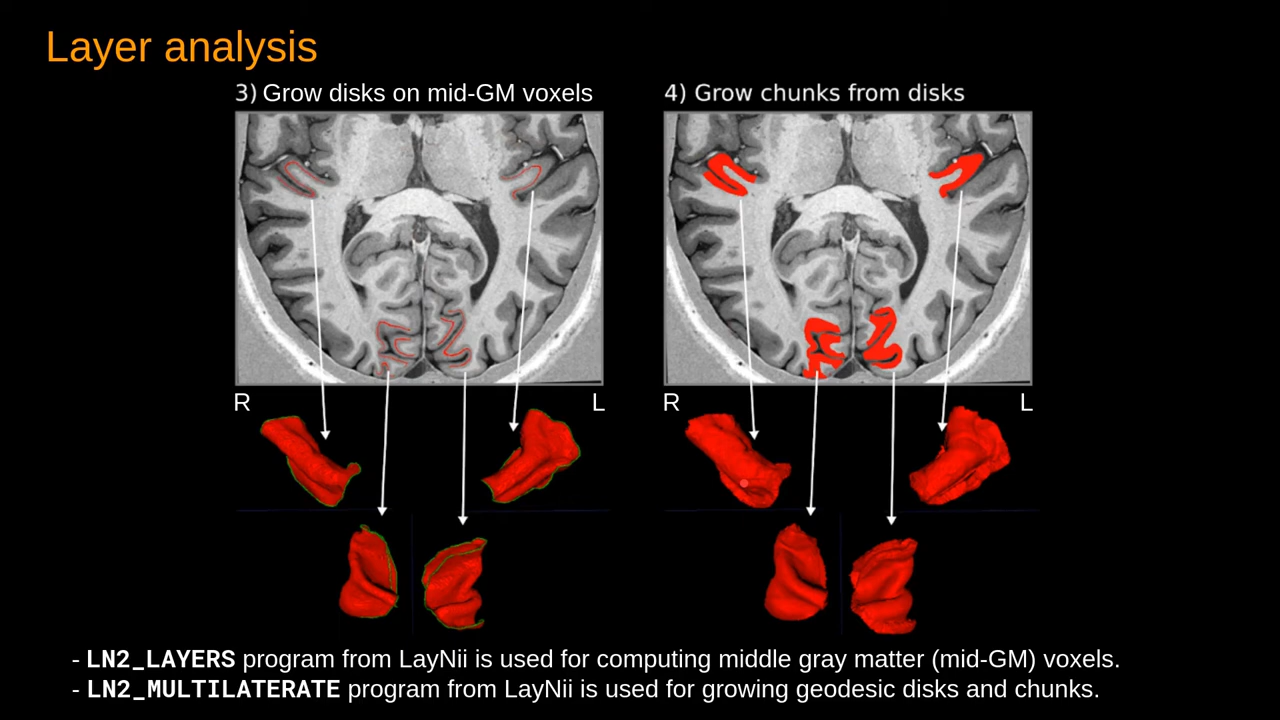 Layer analysis
3) Grow disks on mid-GM voxels
4) Grow chunks from disks
R
L
R
L
- LN2_LAYERS program from LayNii is used for computing middle gray matter (mid-GM) voxels.
- LN2_MULTILATERATE program from LayNii is used for growing geodesic disks and chunks.